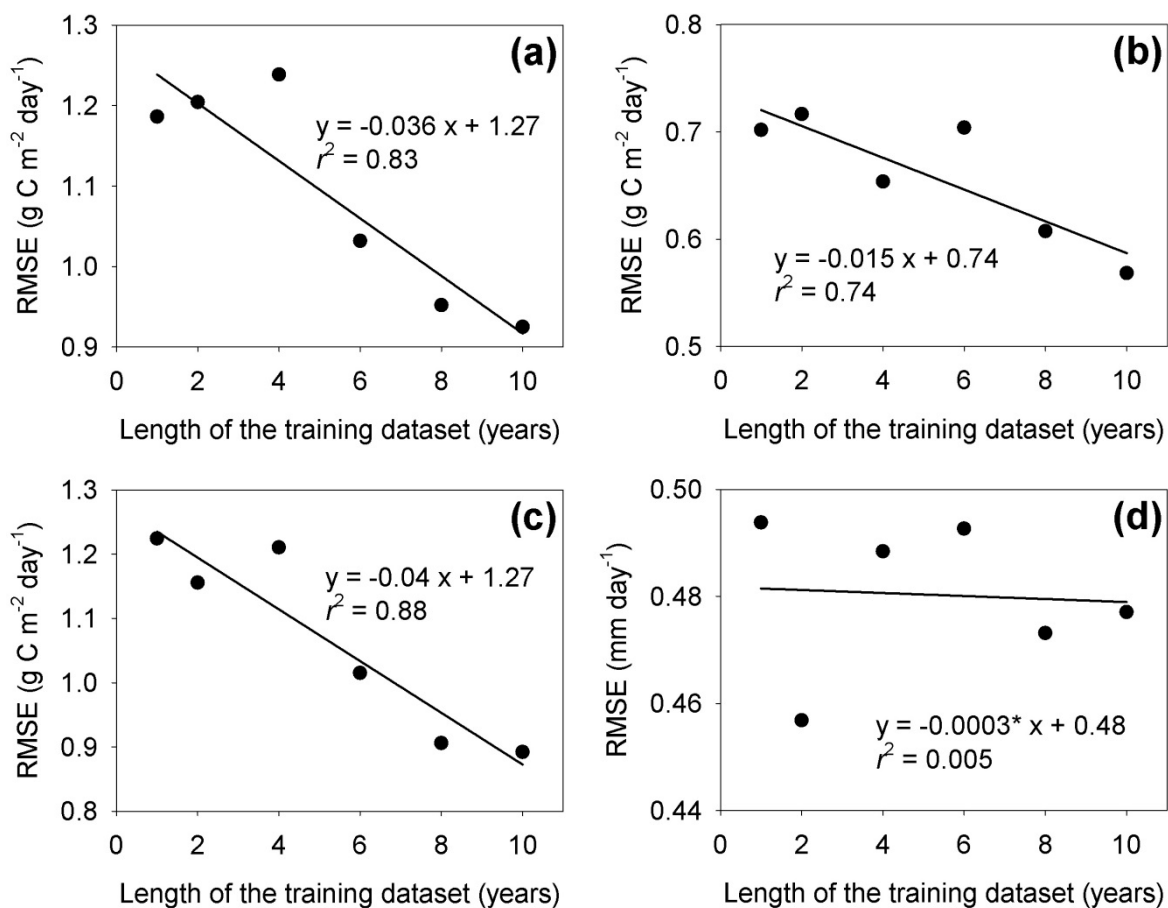 (a)
RMSE (g C m⁻² day⁻¹)
1.3
1.2
1.1
1.0
0.9
y = -0.036 x + 1.27
r² = 0.83
0 2 4 6 8 10
Length of the training dataset (years)
(b)
RMSE (g C m⁻² day⁻¹)
0.8
0.7
0.6
0.5
y = -0.015 x + 0.74
r² = 0.74
0 2 4 6 8 10
Length of the training dataset (years)
(c)
RMSE (g C m⁻² day⁻¹)
1.3
1.2
1.1
1.0
0.9
0.8
y = -0.04 x + 1.27
r² = 0.88
0 2 4 6 8 10
Length of the training dataset (years)
(d)
RMSE (mm day⁻¹)
0.50
0.48
0.46
0.44
y = -0.0003* x + 0.48
r² = 0.005
0 2 4 6 8 10
Length of the training dataset (years)